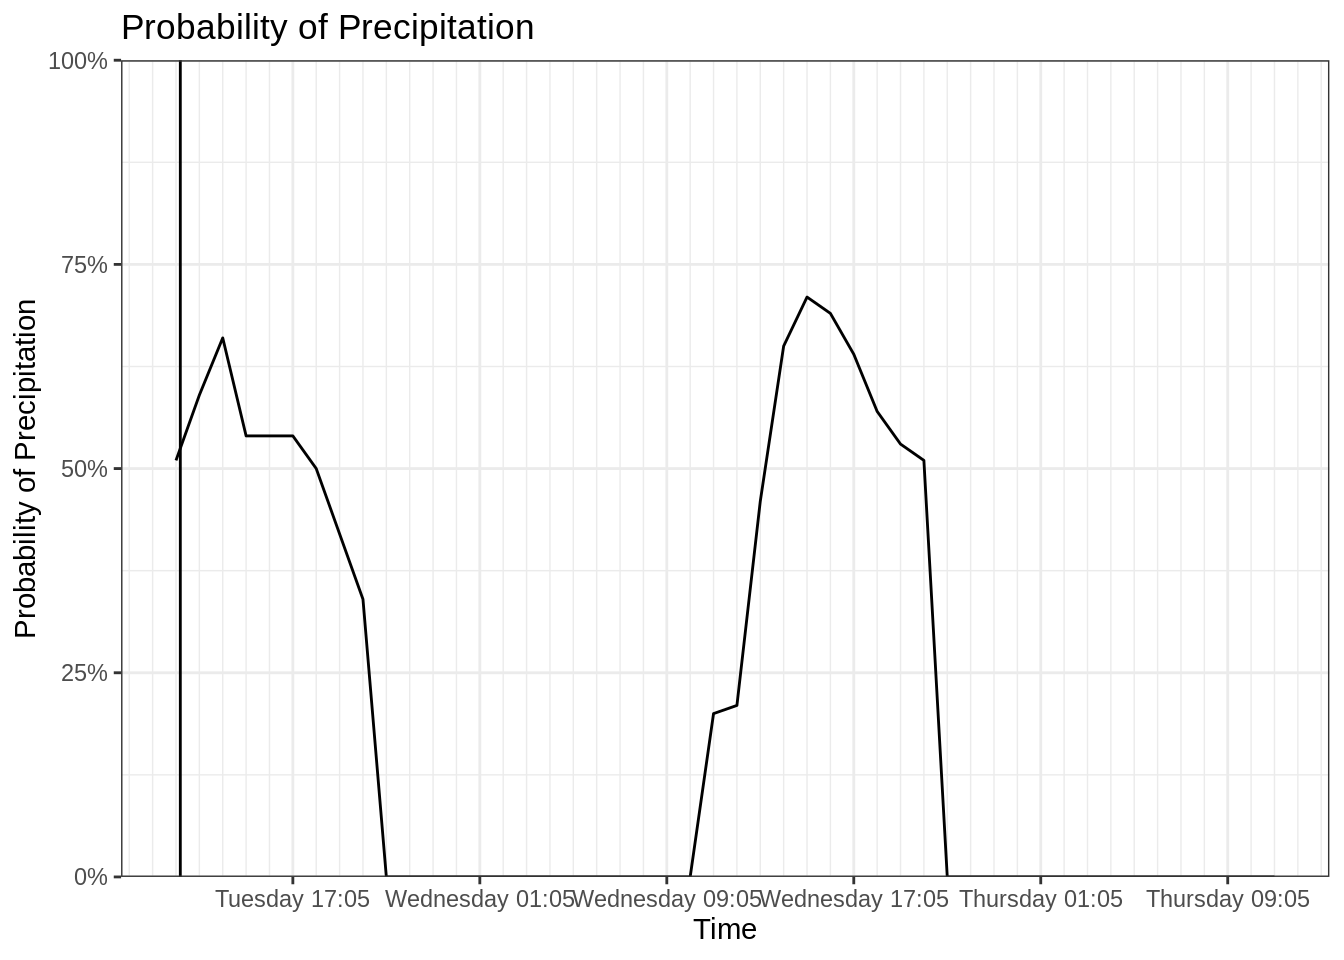 Probability of Precipitation
Probability of Precipitation
100%
75%
50%
25%
0%
Tuesday 17:05 Wednesday 01:05 Wednesday 09:05 Wednesday 17:05 Thursday 01:05 Thursday 09:05
Time